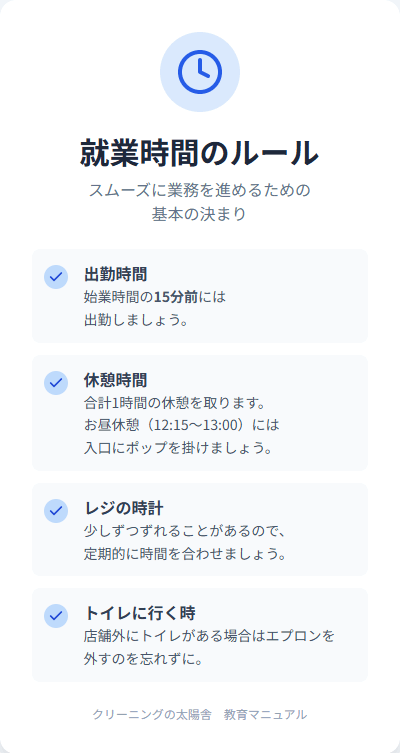 就業時間のルール
スムーズに業務を進めるための
基本の決まり
出勤時間
始業時間の15分前には
出勤しましょう。
休憩時間
合計1時間の休憩を取ります。
お昼休憩（12:15〜13:00）には
入口にポップを掛けましょう。
レジの時計
少しずつずれることがあるので、
定期的に時間を合わせましょう。
トイレに行く時
店舗外にトイレがある場合はエプロンを
外すのを忘れずに。
クリーニングの太陽舎　教育マニュアル